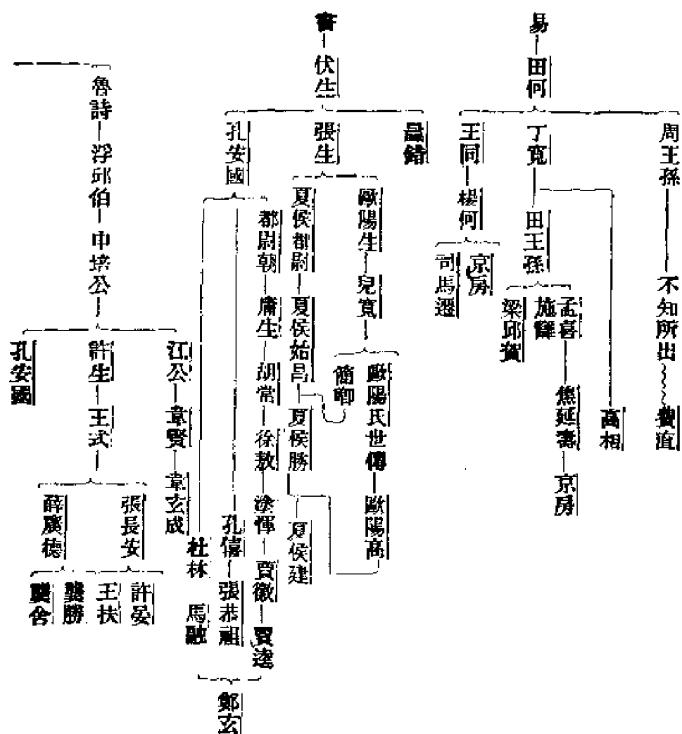 易
田何
周王孫
不知所出
費直
丁寬
高相
田王孫
孟喜
焦延壽
京房
施讎
梁邱賀
王同
楊何
京房
司馬遷
書
伏生
鼂錯
張生
歐陽生
兒寬
歐陽氏世傳
歐陽高
簡卿
夏侯都尉
夏侯始昌
夏侯勝
夏侯建
孔安國
都尉朝
庸生
胡常
徐敖
塗惲
賈徽
賈逵
孔僖
張恭祖
杜林
馬融
鄭玄
魯詩
浮邱伯
申培公
江公
韋賢
韋玄成
許生
王式
張長安
許晏
王扶
薛廣德
龔勝
龔舍
孔安國